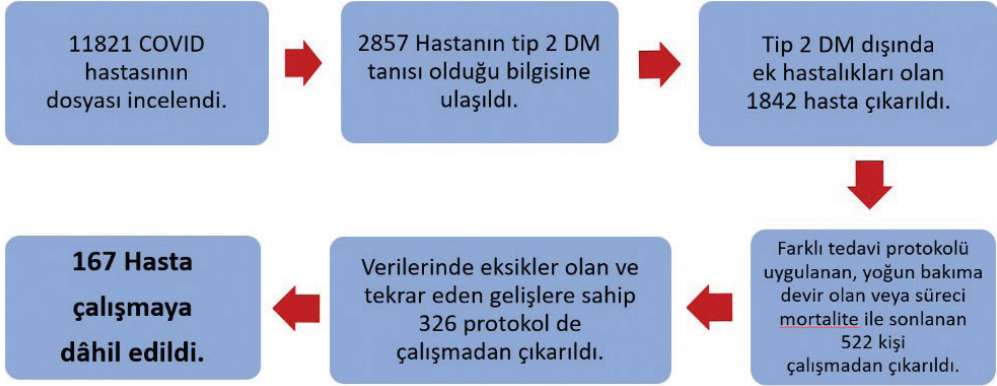 11821 COVID
hastasının
dosyası incelendi.
2857 Hastanın tip 2 DM
tanısı olduğu bilgisine
ulaşıldı.
Tip 2 DM dışında
ek hastalıkları olan
1842 hasta çıkarıldı.
Farklı tedavi protokolü
uygulanan, yoğun bakıma
devir olan veya süreci
mortalite ile sonlanan
522 kişi
çalışmadan çıkarıldı.
Verilerinde eksikler olan ve
tekrar eden gelişlere sahip
326 protokol de
çalışmadan çıkarıldı.
167 Hasta
çalışmaya
dâhil edildi.